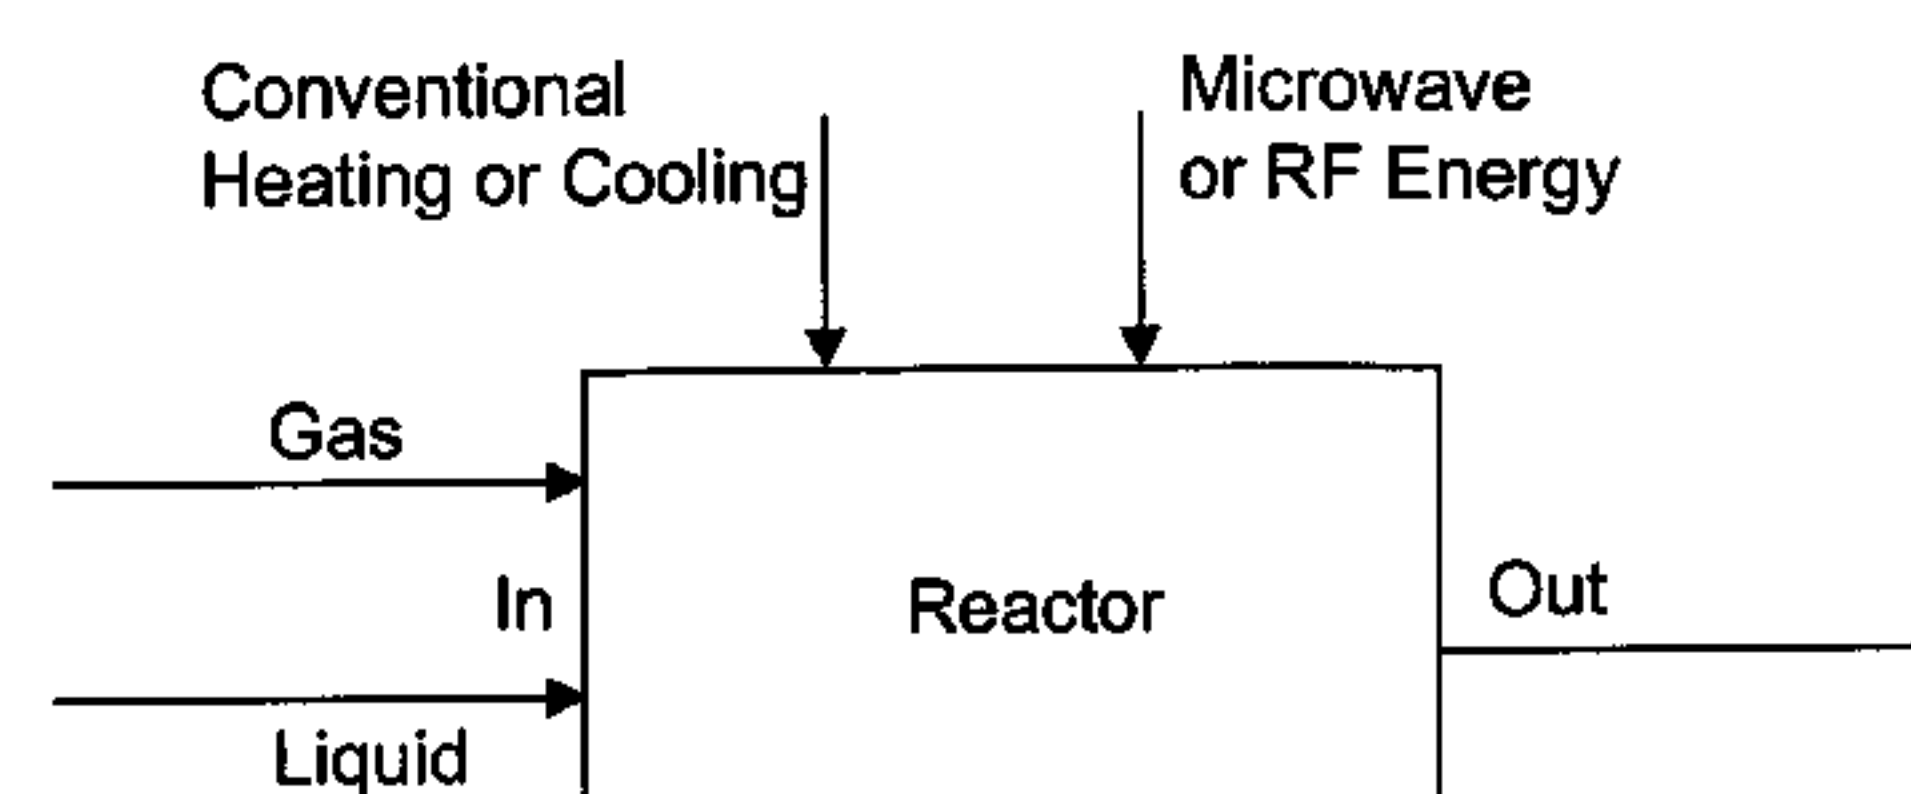 Conventional
Heating or Cooling
Microwave
or RF Energy
Gas
In
Reactor
Out
Liquid